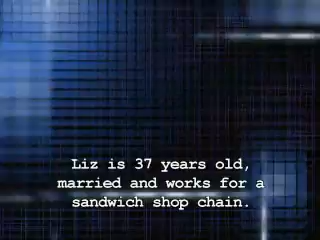 Liz is 37 years old,
married and works for a
sandwich shop chain.